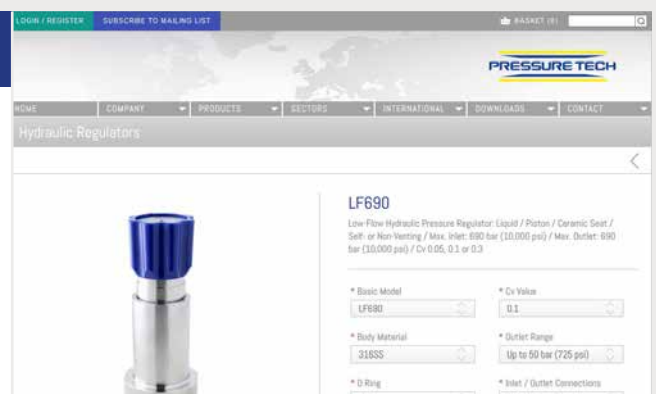 LOGIN / REGISTER SUBSCRIBE TO MAILING LIST BASKET (0)
PRESSURE TECH
HOME COMPANY PRODUCTS SECTORS INTERNATIONAL DOWNLOADS CONTACT
Hydraulic Regulators
LF690
Low-Flow Hydraulic Pressure Regulator: Liquid / Piston / Ceramic Seat /
Self- or Non-Venting / Max. Inlet: 690 bar (10,000 psi) / Max. Outlet: 690
bar (10,000 psi) / Cv 0.05, 0.1 or 0.3
* Basic Model * Cv Value
LF690 0.1
* Body Material * Outlet Range
316SS Up to 50 bar (725 psi)
* O Ring * Inlet / Outlet Connections